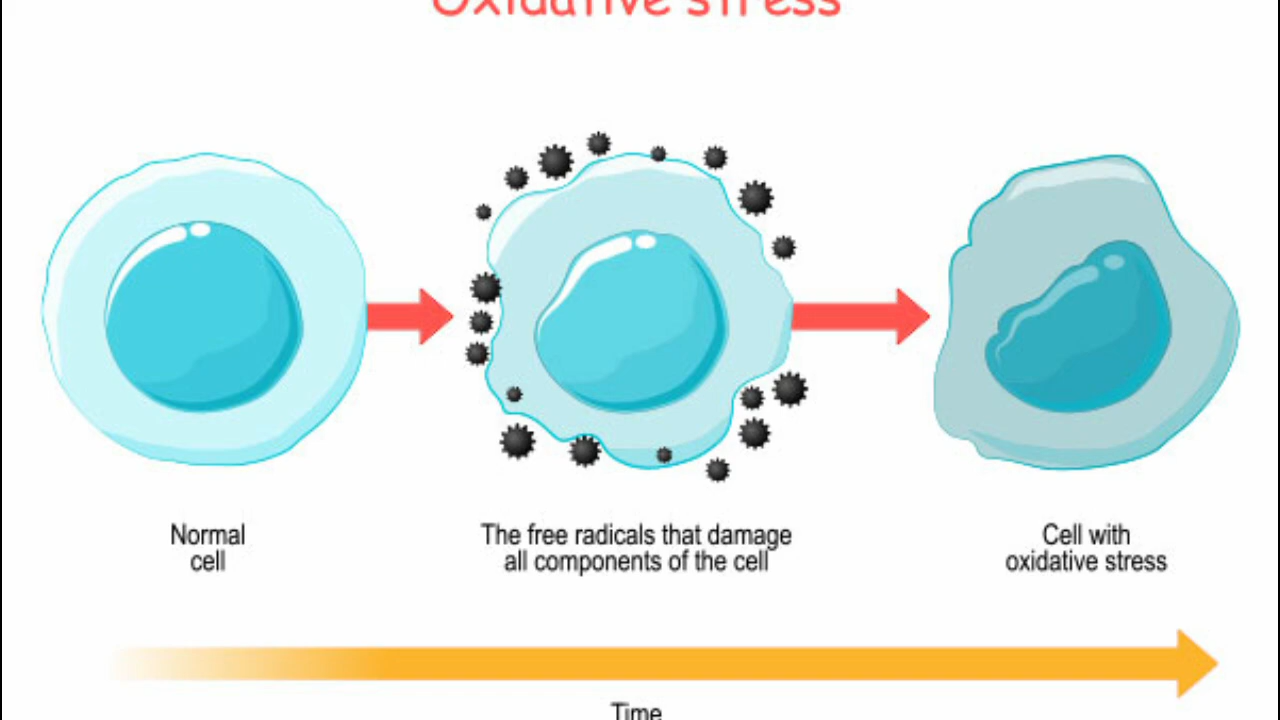 Oxidative stress
Normal
cell
The free radicals that damage
all components of the cell
Cell with
oxidative stress
Time